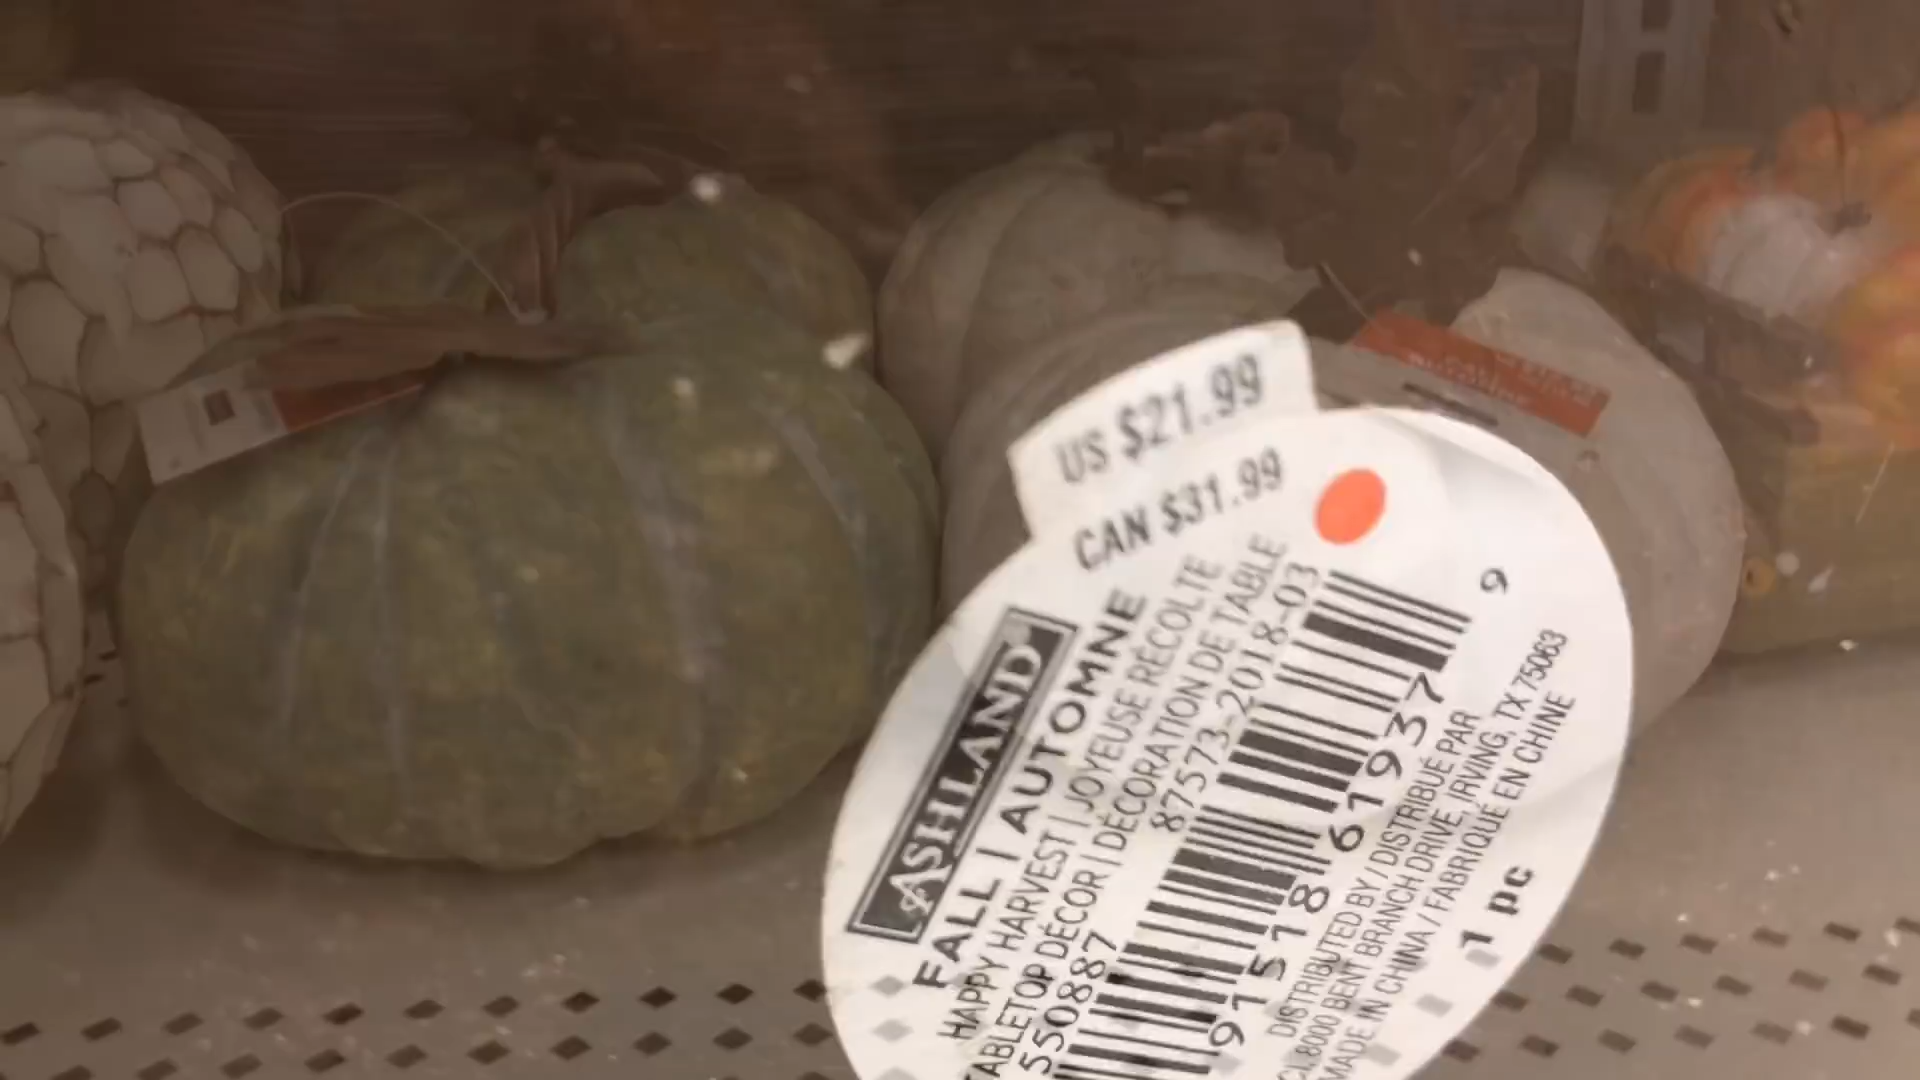 US $21.99
CAN $31.99
ASHLAND
FALL | AUTOMNE
HAPPY HARVEST | JOYEUSE RÉCOLTE
TABLETOP DÉCOR | DÉCORATION DE TABLE
550887
87573-2018-03
91518 61937 9
DISTRIBUTED BY / DISTRIBUÉ PAR
8000 BENT BRANCH DRIVE, IRVING, TX 75063
MADE IN CHINA / FABRIQUÉ EN CHINE
1 pc